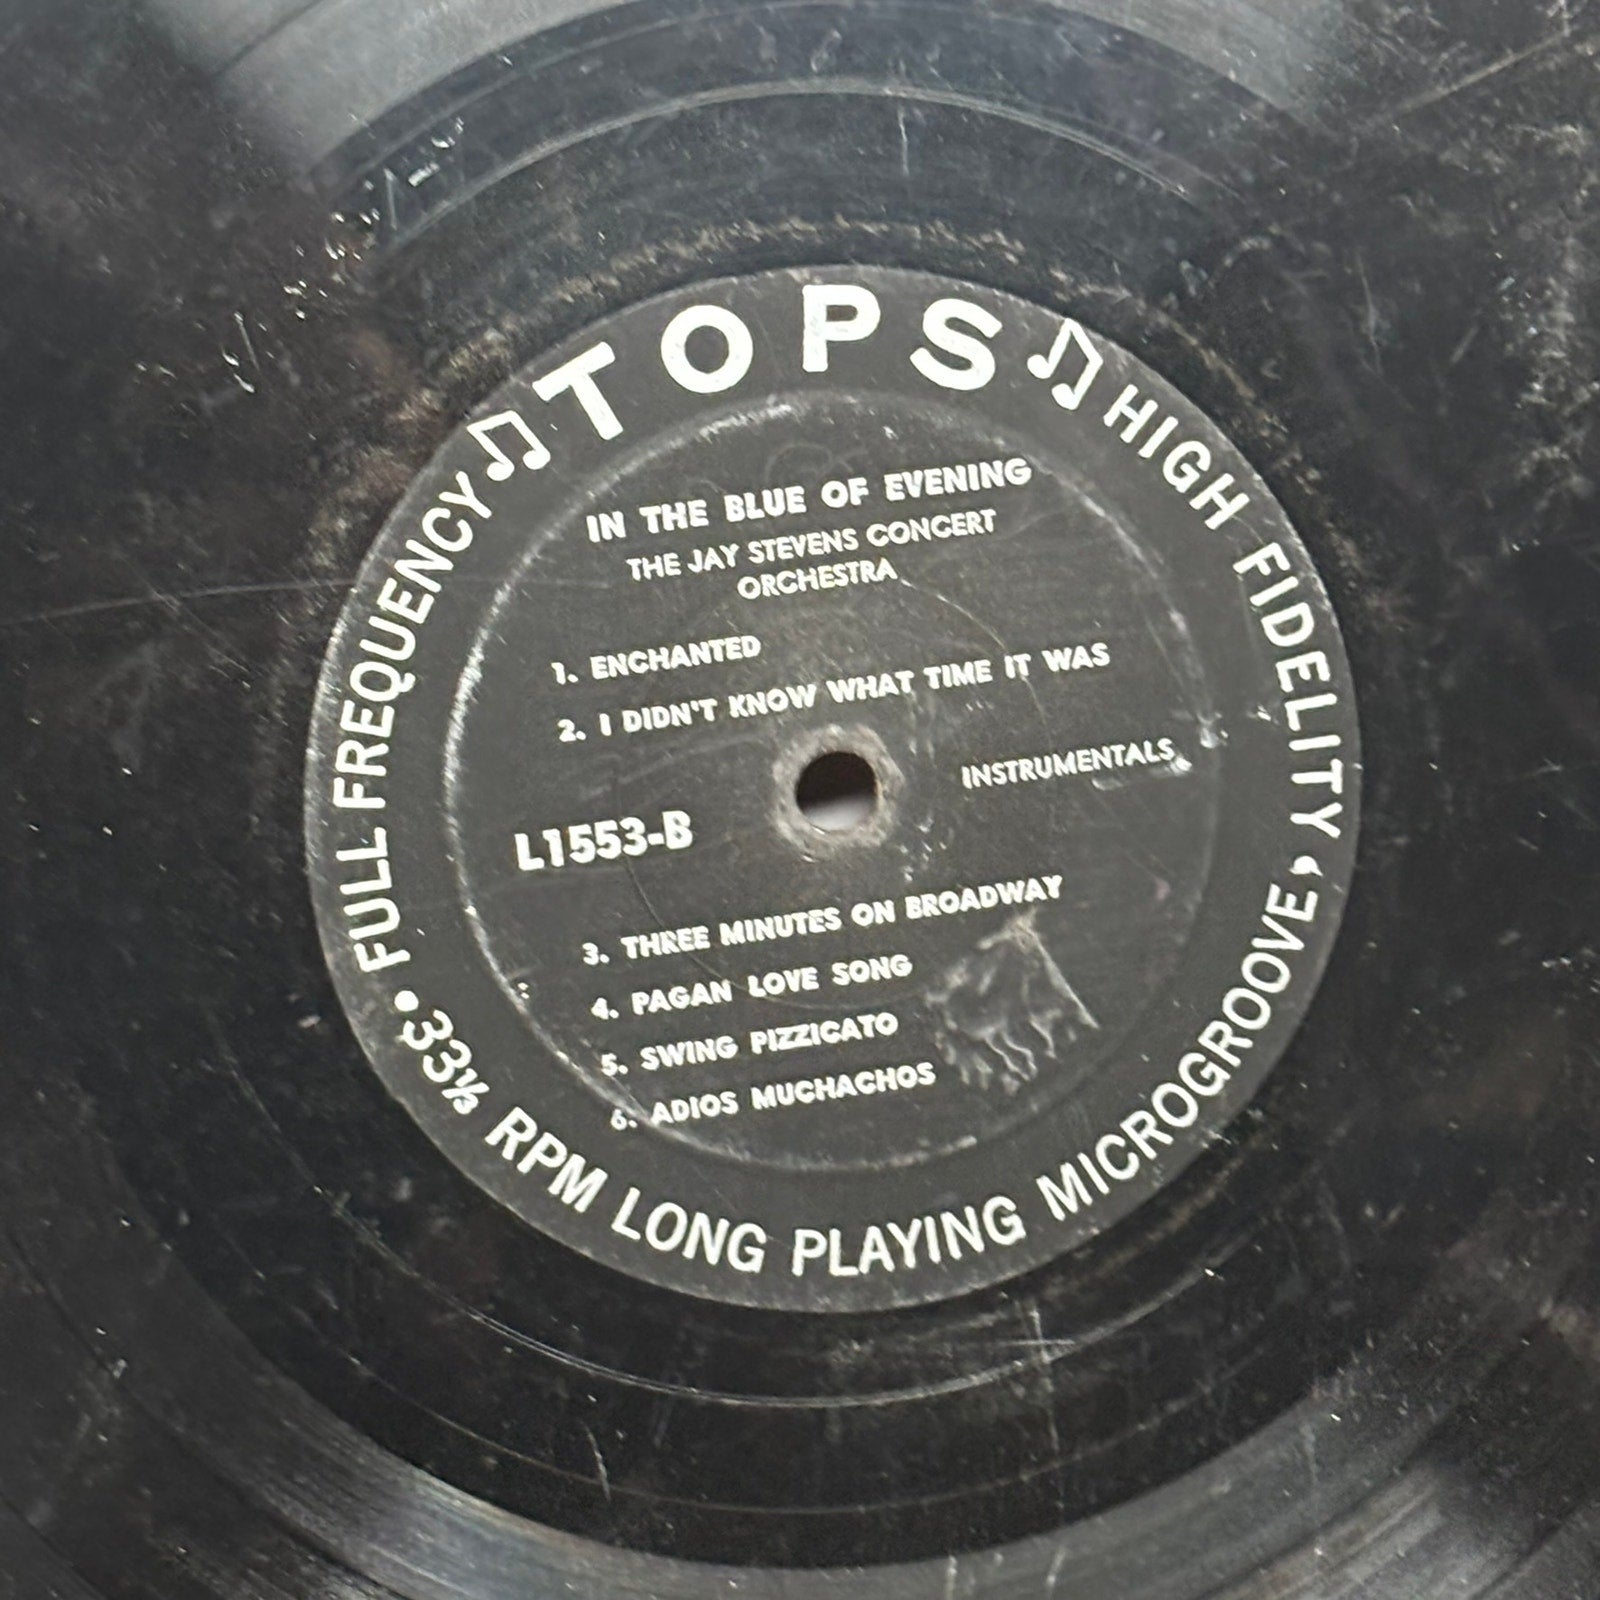 TOPS
HIGH FIDELITY
FULL FREQUENCY
IN THE BLUE OF EVENING
THE JAY STEVENS CONCERT
ORCHESTRA
1. ENCHANTED
2. I DIDN'T KNOW WHAT TIME IT WAS
INSTRUMENTALS
L1553-B
3. THREE MINUTES ON BROADWAY
4. PAGAN LOVE SONG
5. SWING PIZZICATO
6. ADIOS MUCHACHOS
• 33⅓ RPM LONG PLAYING MICROGROOVE •